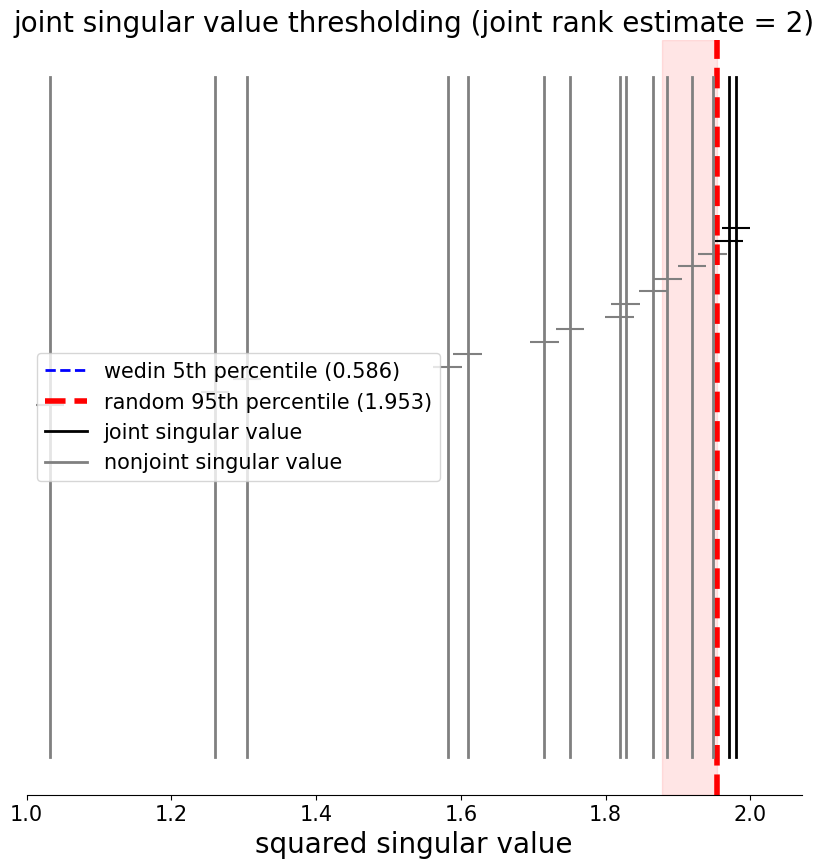 joint singular value thresholding (joint rank estimate = 2)
wedin 5th percentile (0.586)
random 95th percentile (1.953)
joint singular value
nonjoint singular value
1.0 1.2 1.4 1.6 1.8 2.0
squared singular value